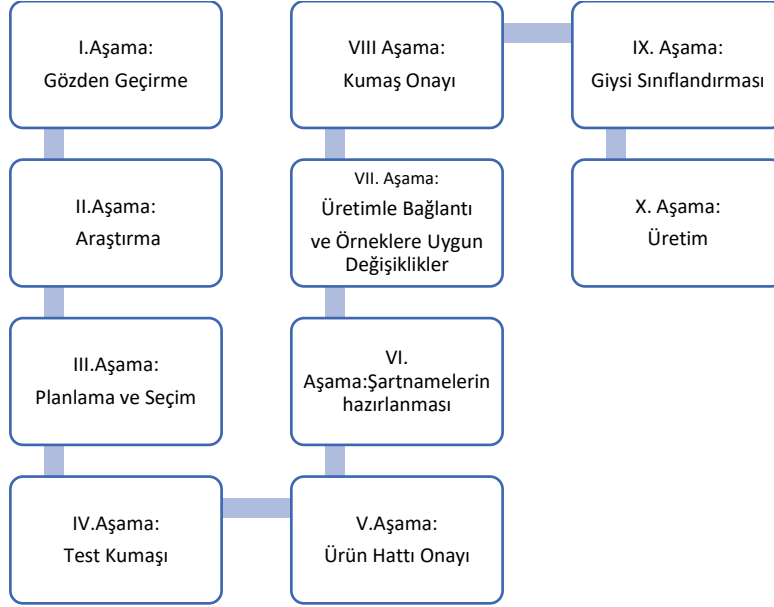 I.Aşama:
Gözden Geçirme
II.Aşama:
Araştırma
III.Aşama:
Planlama ve Seçim
IV.Aşama:
Test Kumaşı
V.Aşama:
Ürün Hattı Onayı
VI.
Aşama:Şartnamelerin
hazırlanması
VII. Aşama:
Üretimle Bağlantı
ve Örneklere Uygun
Değişiklikler
VIII Aşama:
Kumaş Onayı
IX. Aşama:
Giysi Sınıflandırması
X. Aşama:
Üretim